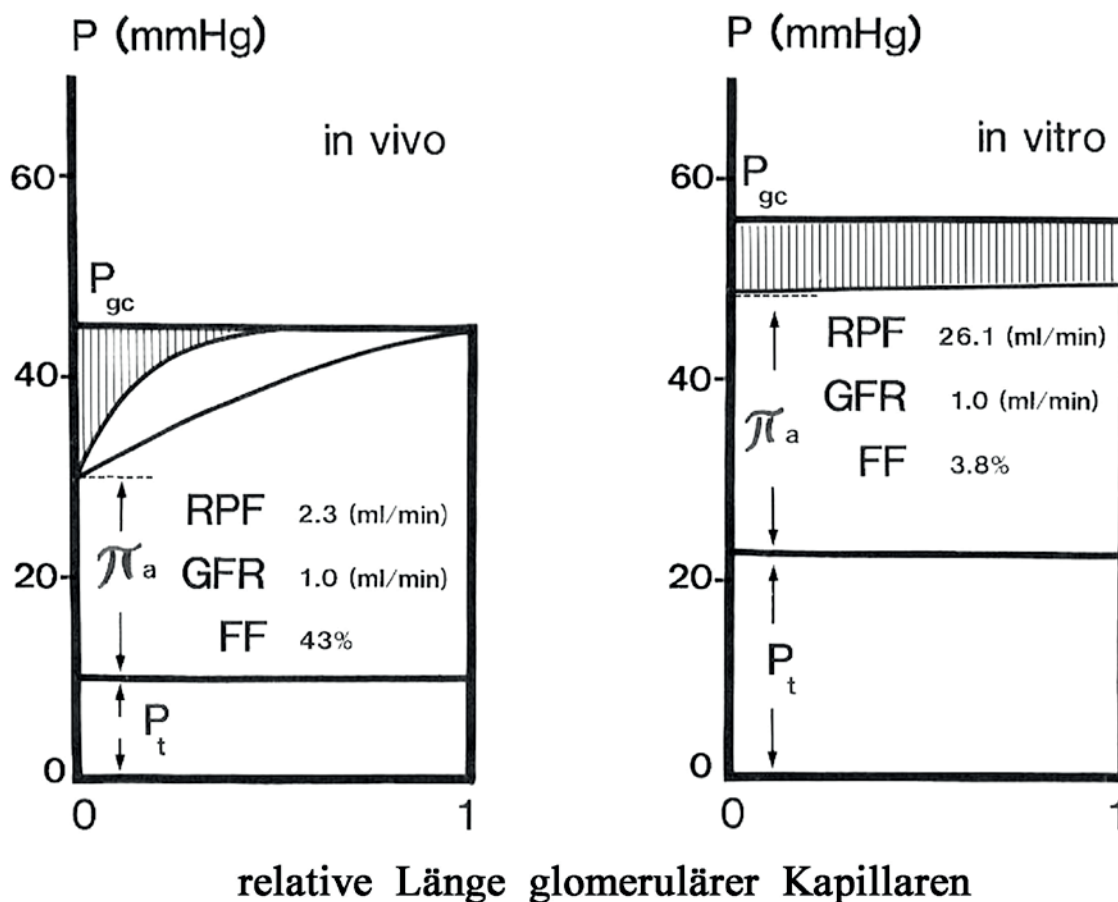 P (mmHg)
in vivo
60
P gc
40
π a
RPF 2.3 (ml/min)
GFR 1.0 (ml/min)
FF 43%
20
P t
0
0 1
P (mmHg)
in vitro
60
P gc
RPF 26.1 (ml/min)
40
GFR 1.0 (ml/min)
π a
FF 3.8%
20
P t
0
0 1
relative Länge glomerulärer Kapillaren